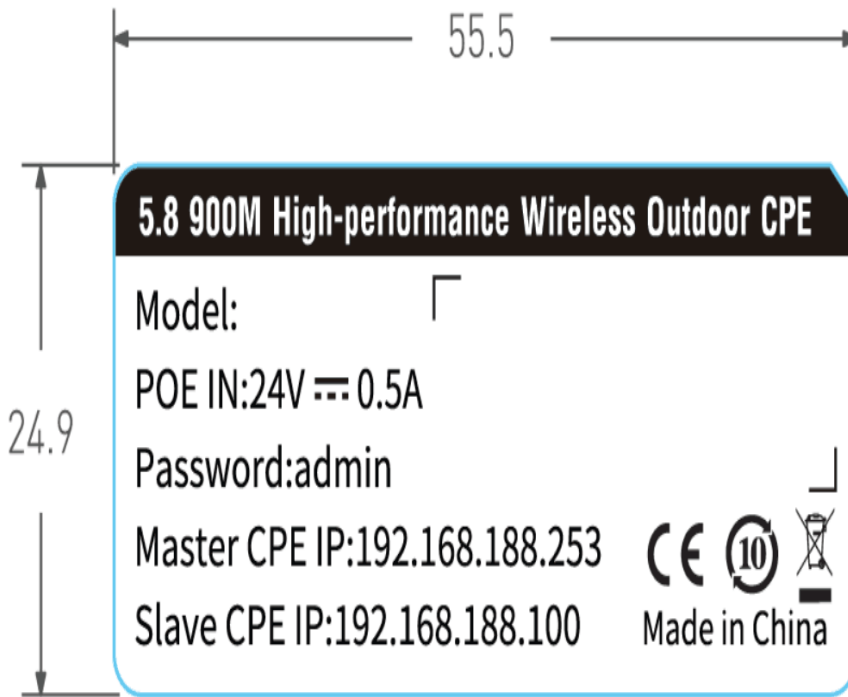 55.5
24.9
5.8 900M High-performance Wireless Outdoor CPE
Model:
POE IN:24V ⎓ 0.5A
Password:admin
Master CPE IP:192.168.188.253
Slave CPE IP:192.168.188.100
CE 10
Made in China